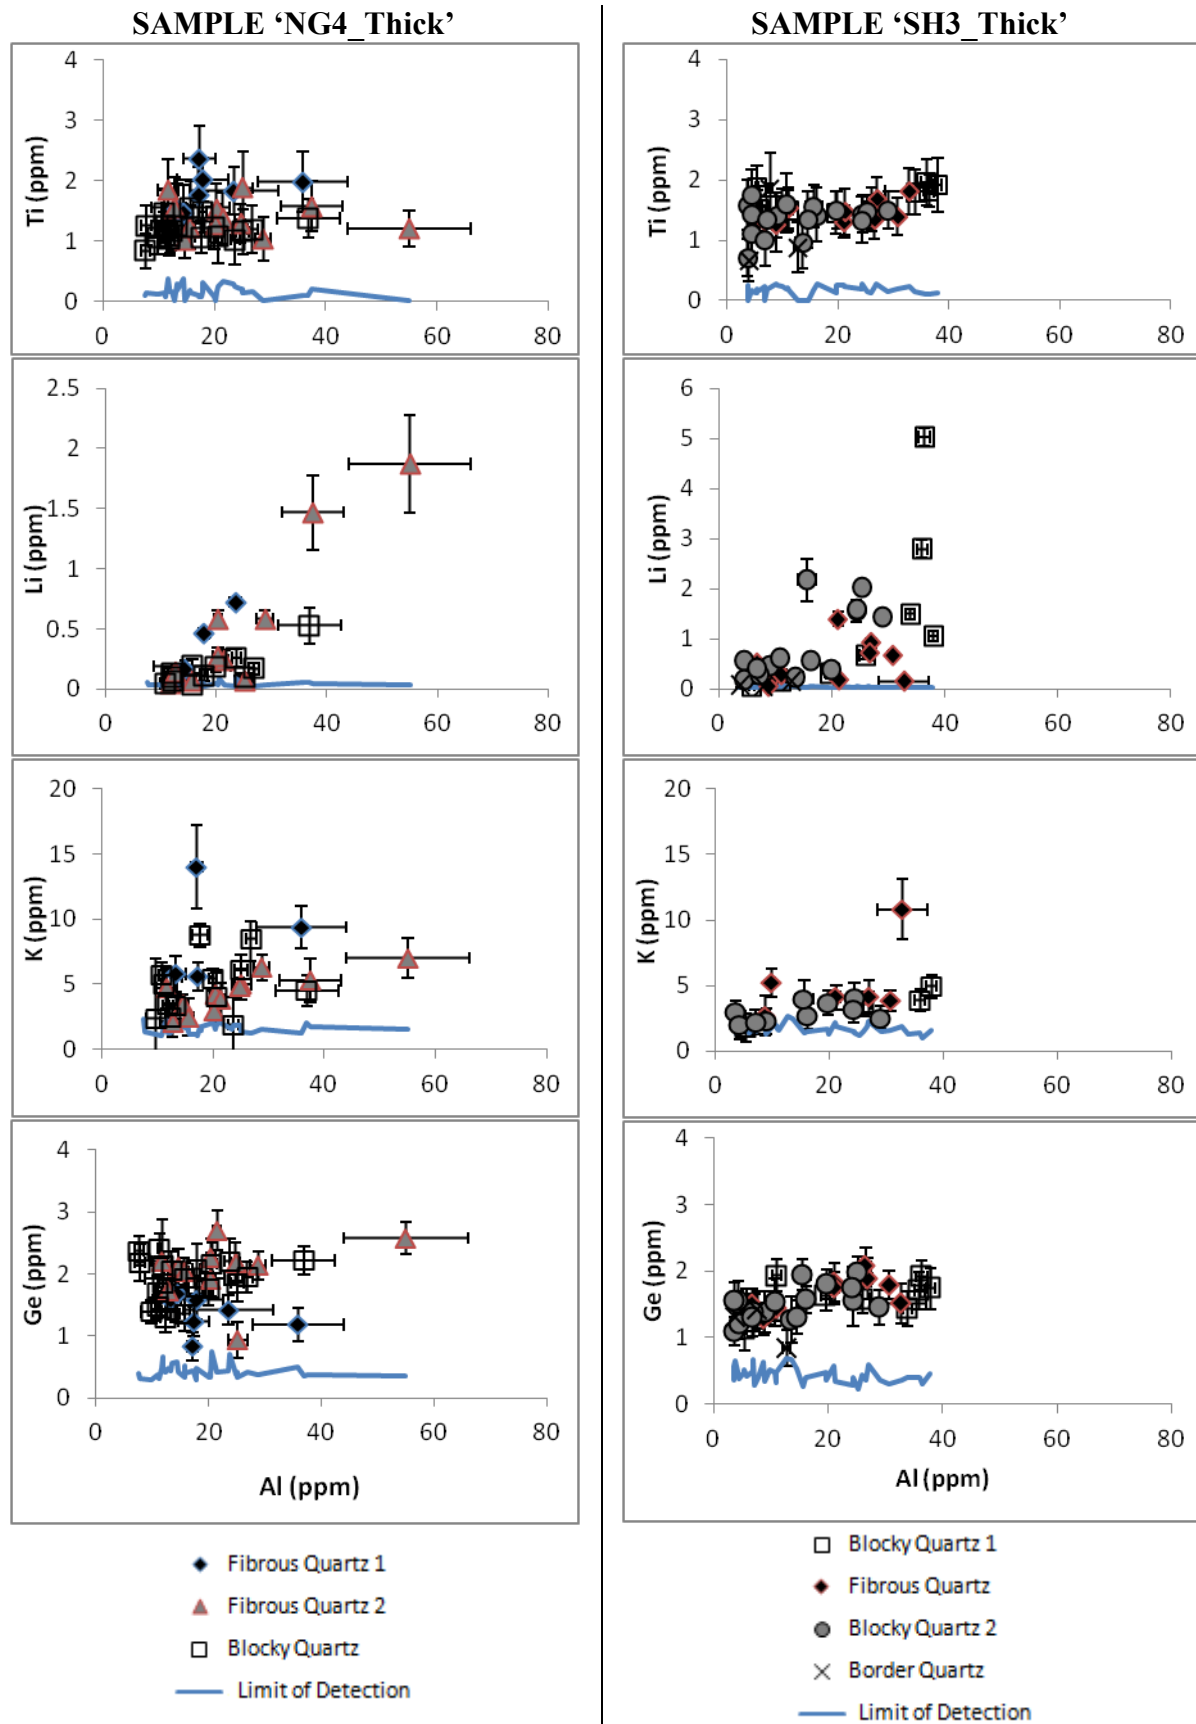 SAMPLE ‘NG4_Thick’
4
3
2
1
0
Ti (ppm)
0 20 40 60 80
2.5
2
1.5
1
0.5
0
Li (ppm)
0 20 40 60 80
20
15
10
5
0
K (ppm)
0 20 40 60 80
4
3
2
1
0
Ge (ppm)
0 20 40 60 80
Al (ppm)
Fibrous Quartz 1
Fibrous Quartz 2
Blocky Quartz
Limit of Detection
SAMPLE ‘SH3_Thick’
4
3
2
1
0
Ti (ppm)
0 20 40 60 80
6
5
4
3
2
1
0
Li (ppm)
0 20 40 60 80
20
15
10
5
0
K (ppm)
0 20 40 60 80
4
3
2
1
0
Ge (ppm)
0 20 40 60 80
Al (ppm)
Blocky Quartz 1
Fibrous Quartz
Blocky Quartz 2
Border Quartz
Limit of Detection